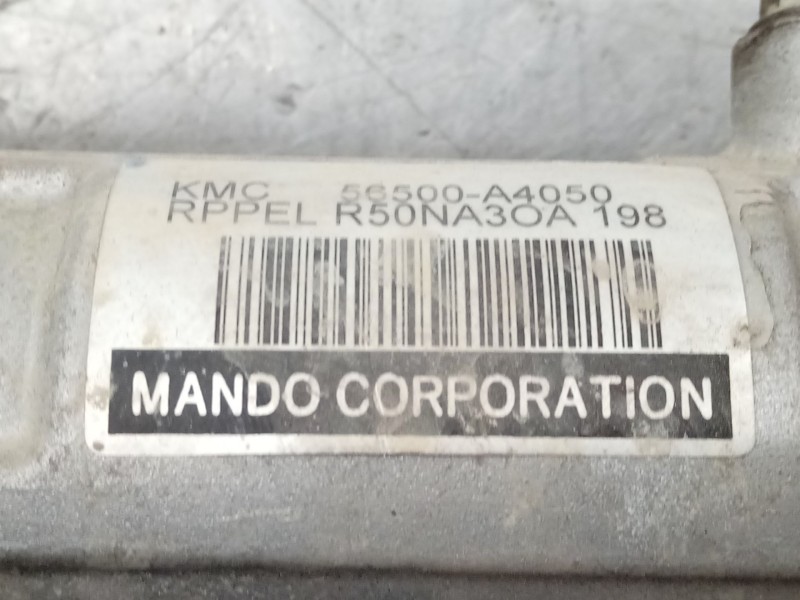 KMC 56500-A4050
RPPEL R50NA3OA 198
MANDO CORPORATION